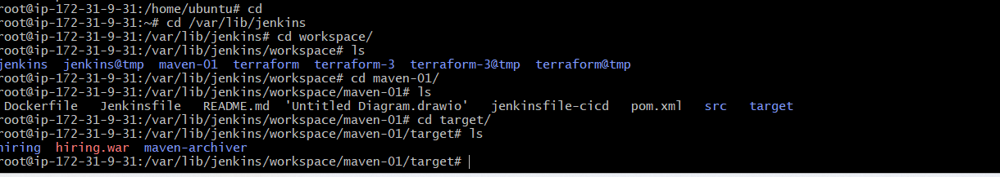 root@ip-172-31-9-31:/home/ubuntu# cd
root@ip-172-31-9-31:~# cd /var/lib/jenkins
root@ip-172-31-9-31:/var/lib/jenkins# cd workspace/
root@ip-172-31-9-31:/var/lib/jenkins/workspace# ls
jenkins  jenkins@tmp  maven-01  terraform  terraform-3  terraform-3@tmp  terraform@tmp
root@ip-172-31-9-31:/var/lib/jenkins/workspace# cd maven-01/
root@ip-172-31-9-31:/var/lib/jenkins/workspace/maven-01# ls
Dockerfile   Jenkinsfile   README.md  'Untitled Diagram.drawio'   jenkinsfile-cicd   pom.xml   src   target
root@ip-172-31-9-31:/var/lib/jenkins/workspace/maven-01# cd target/
root@ip-172-31-9-31:/var/lib/jenkins/workspace/maven-01/target# ls
hiring  hiring.war  maven-archiver
root@ip-172-31-9-31:/var/lib/jenkins/workspace/maven-01/target#